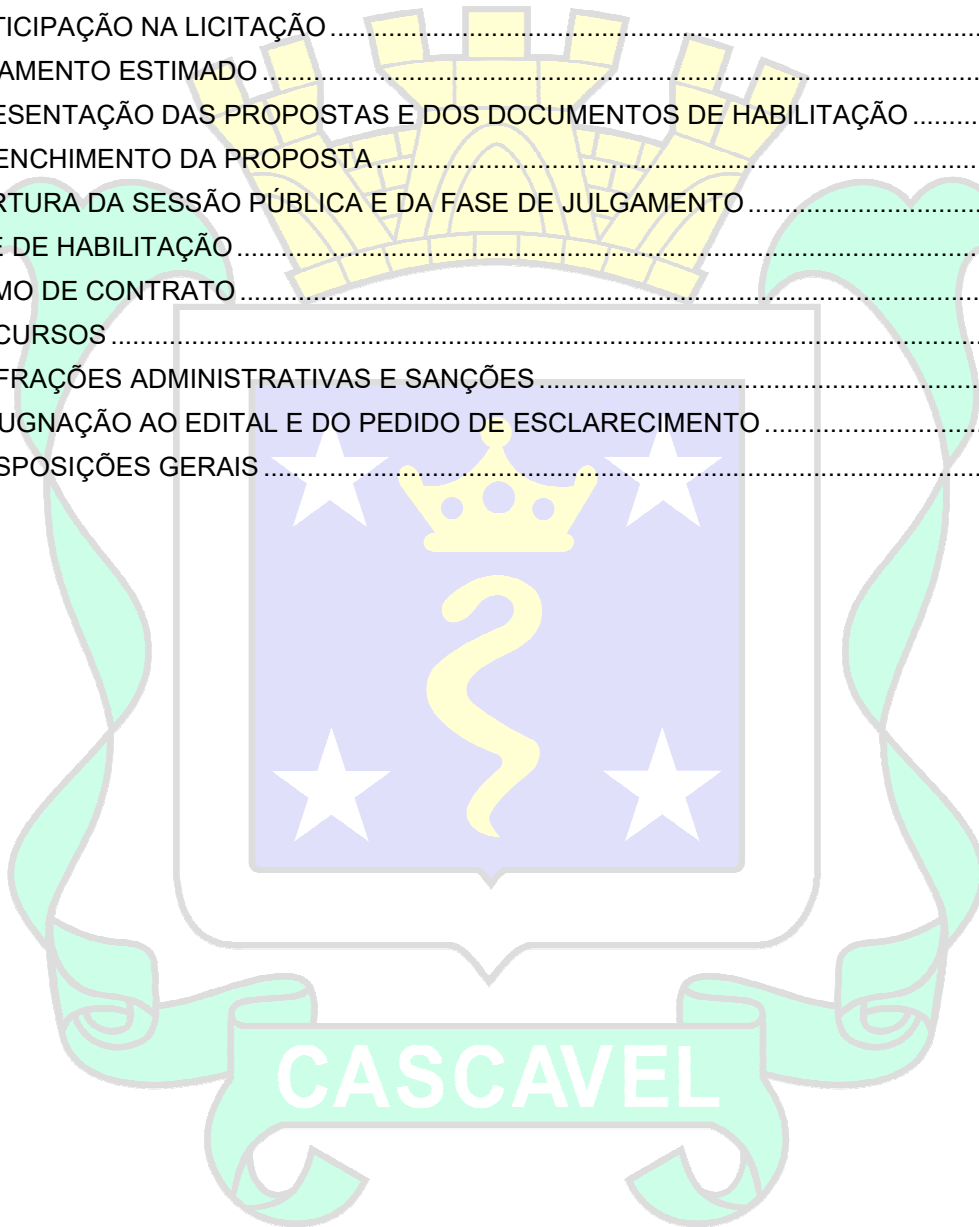 TICIPAÇÃO NA LICITAÇÃO
AMENTO ESTIMADO
ESENTAÇÃO DAS PROPOSTAS E DOS DOCUMENTOS DE HABILITAÇÃO
ENCHIMENTO DA PROPOSTA
RTURA DA SESSÃO PÚBLICA E DA FASE DE JULGAMENTO
E DE HABILITAÇÃO
MO DE CONTRATO
CURSOS
FRAÇÕES ADMINISTRATIVAS E SANÇÕES
UGNAÇÃO AO EDITAL E DO PEDIDO DE ESCLARECIMENTO
SPOSIÇÕES GERAIS
CASCAVEL